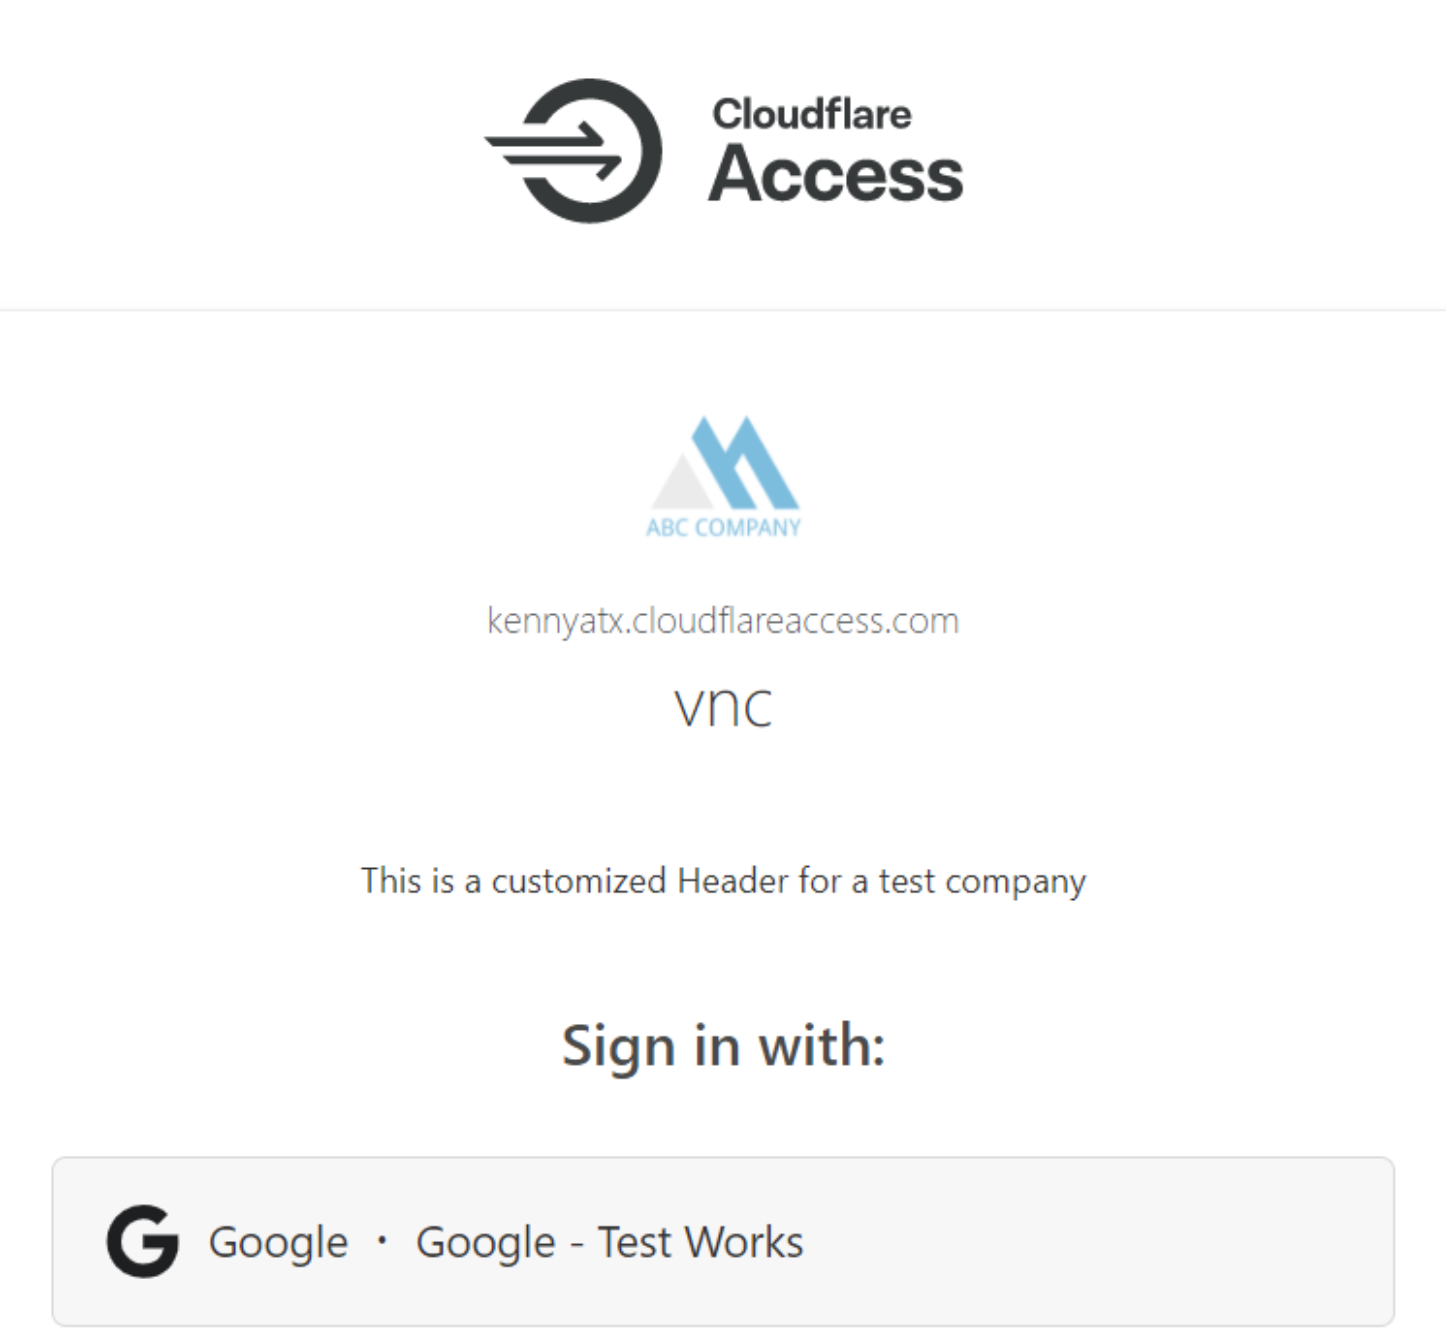 Cloudflare
Access
ABC COMPANY
kennyatx.cloudflareaccess.com
vnc
This is a customized Header for a test company
Sign in with:
Google · Google - Test Works